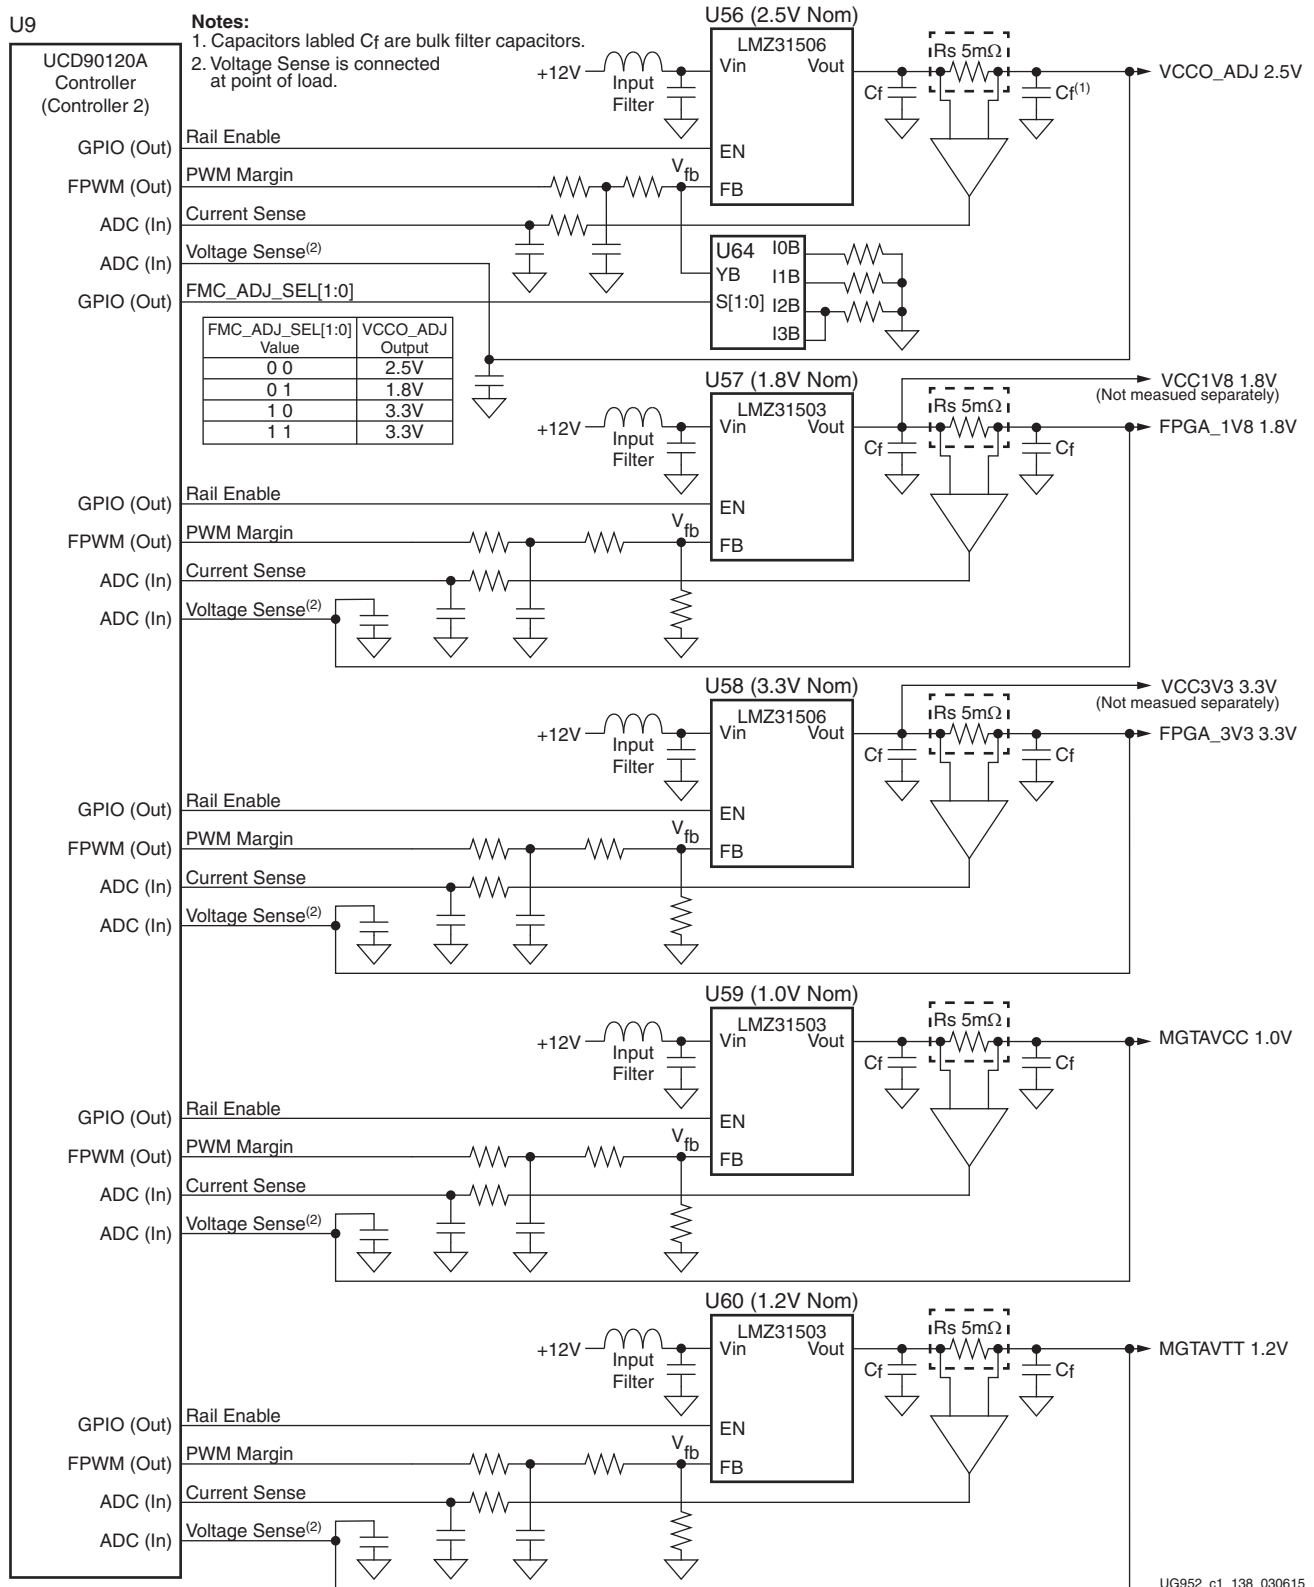 U9
Notes:
1. Capacitors labled Cf are bulk filter capacitors.
2. Voltage Sense is connected
at point of load.
UCD90120A
Controller
(Controller 2)
U56 (2.5V Nom)
LMZ31506
Vin Vout
+12V
Input
Filter
Rs 5mΩ
Cf
Cf(1)
VCCO_ADJ 2.5V
GPIO (Out) Rail Enable
EN
FPWM (Out) PWM Margin
Vfb
FB
ADC (In) Current Sense
ADC (In) Voltage Sense(2)
GPIO (Out) FMC_ADJ_SEL[1:0]
U64
YB
S[1:0]
I0B
I1B
I2B
I3B
FMC_ADJ_SEL[1:0] VCCO_ADJ
Value Output
0 0 2.5V
0 1 1.8V
1 0 3.3V
1 1 3.3V
U57 (1.8V Nom)
LMZ31503
Vin Vout
+12V
Input
Filter
Rs 5mΩ
Cf
Cf
VCC1V8 1.8V
(Not measued separately)
FPGA_1V8 1.8V
GPIO (Out) Rail Enable
EN
FPWM (Out) PWM Margin
Vfb
FB
ADC (In) Current Sense
ADC (In) Voltage Sense(2)
U58 (3.3V Nom)
LMZ31506
Vin Vout
+12V
Input
Filter
Rs 5mΩ
Cf
Cf
VCC3V3 3.3V
(Not measued separately)
FPGA_3V3 3.3V
GPIO (Out) Rail Enable
EN
FPWM (Out) PWM Margin
Vfb
FB
ADC (In) Current Sense
ADC (In) Voltage Sense(2)
U59 (1.0V Nom)
LMZ31503
Vin Vout
+12V
Input
Filter
Rs 5mΩ
Cf
Cf
MGTAVCC 1.0V
GPIO (Out) Rail Enable
EN
FPWM (Out) PWM Margin
Vfb
FB
ADC (In) Current Sense
ADC (In) Voltage Sense(2)
U60 (1.2V Nom)
LMZ31503
Vin Vout
+12V
Input
Filter
Rs 5mΩ
Cf
Cf
MGTAVTT 1.2V
GPIO (Out) Rail Enable
EN
FPWM (Out) PWM Margin
Vfb
FB
ADC (In) Current Sense
ADC (In) Voltage Sense(2)
UG952_c1_138_030615